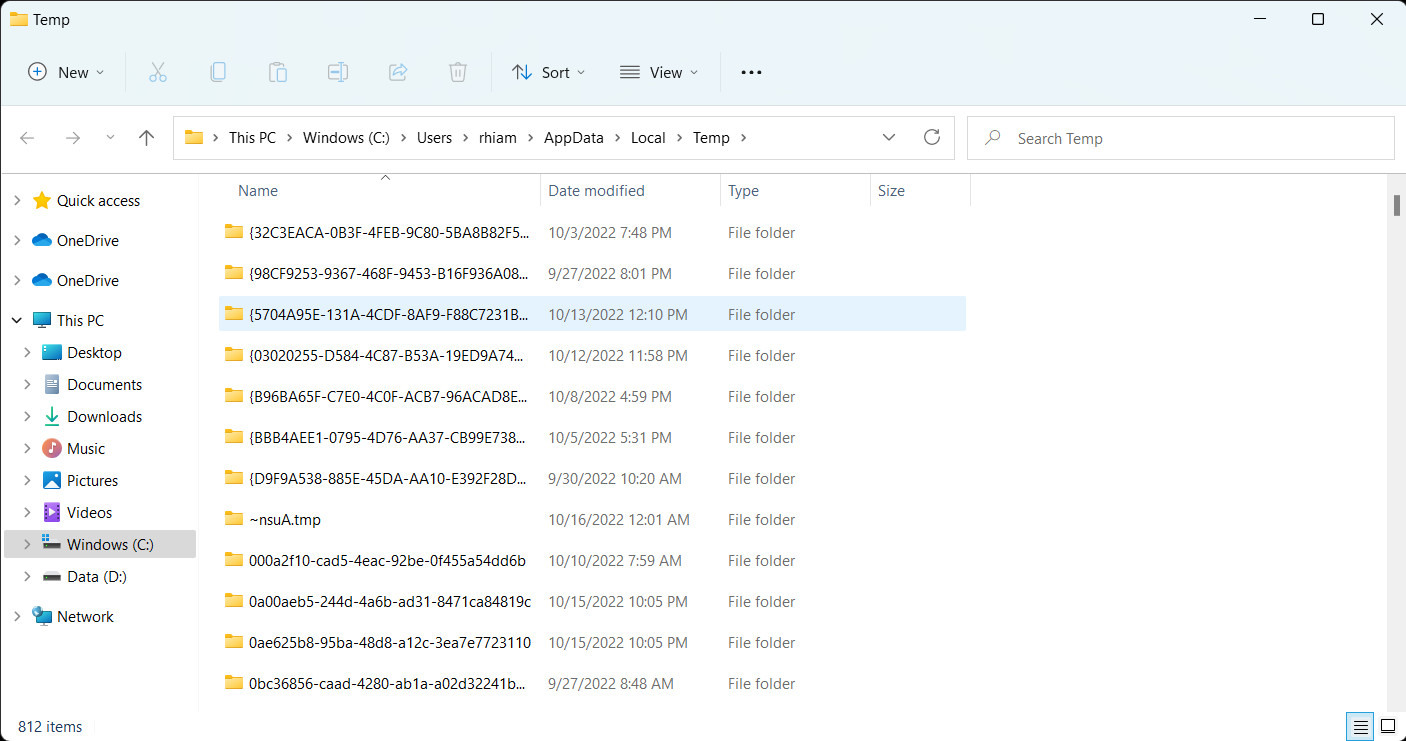 Temp
New
Sort
View
This PC > Windows (C:) > Users > rhiam > AppData > Local > Temp >
Search Temp
Quick access
OneDrive
OneDrive
This PC
Desktop
Documents
Downloads
Music
Pictures
Videos
Windows (C:)
Data (D:)
Network
Name Date modified Type Size
{32C3EACA-0B3F-4FEB-9C80-5BA8B82F5... 10/3/2022 7:48 PM File folder
{98CF9253-9367-468F-9453-B16F936A08... 9/27/2022 8:01 PM File folder
{5704A95E-131A-4CDF-8AF9-F88C7231B... 10/13/2022 12:10 PM File folder
{03020255-D584-4C87-B53A-19ED9A74... 10/12/2022 11:58 PM File folder
{B96BA65F-C7E0-4C0F-ACB7-96ACAD8E... 10/8/2022 4:59 PM File folder
{BBB4AEE1-0795-4D76-AA37-CB99E738... 10/5/2022 5:31 PM File folder
{D9F9A538-885E-45DA-AA10-E392F28D... 9/30/2022 10:20 AM File folder
~nsuA.tmp 10/16/2022 12:01 AM File folder
000a2f10-cad5-4eac-92be-0f455a54dd6b 10/10/2022 7:59 AM File folder
0a00aeb5-244d-4a6b-ad31-8471ca84819c 10/15/2022 10:05 PM File folder
0ae625b8-95ba-48d8-a12c-3ea7e7723110 10/15/2022 10:05 PM File folder
0bc36856-caad-4280-ab1a-a02d32241b... 9/27/2022 8:48 AM File folder
812 items